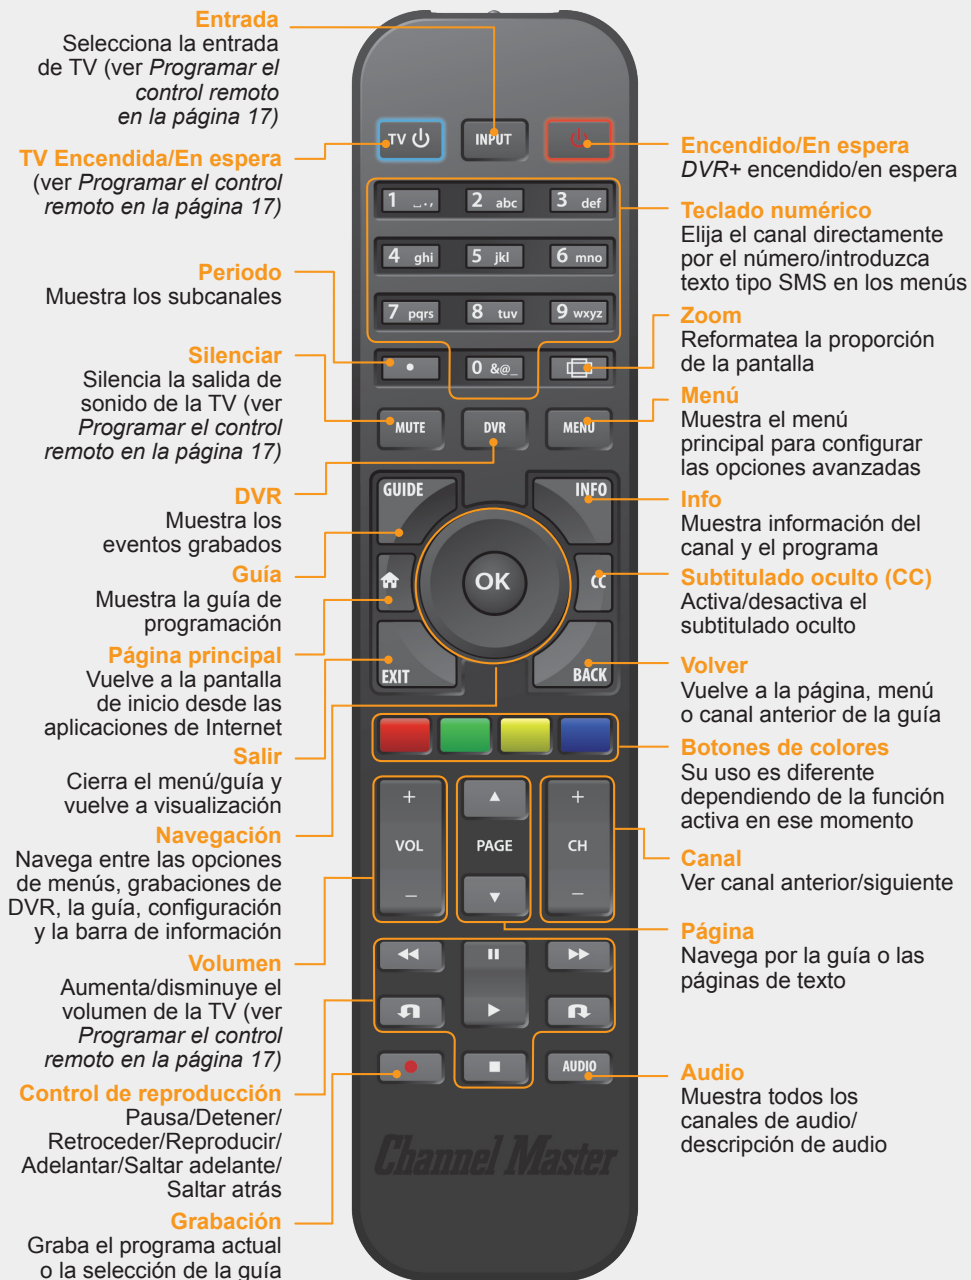 Entrada
Selecciona la entrada
de TV (ver Programar el
control remoto
en la página 17)
TV Encendida/En espera
(ver Programar el control
remoto en la página 17)
Periodo
Muestra los subcanales
Silenciar
Silencia la salida de
sonido de la TV (ver
Programar el control
remoto en la página 17)
DVR
Muestra los
eventos grabados
Guía
Muestra la guía de
programación
Página principal
Vuelve a la pantalla
de inicio desde las
aplicaciones de Internet
Salir
Cierra el menú/guía y
vuelve a visualización
Navegación
Navega entre las opciones
de menús, grabaciones de
DVR, la guía, configuración
y la barra de información
Volumen
Aumenta/disminuye el
volumen de la TV (ver
Programar el control
remoto en la página 17)
Control de reproducción
Pausa/Detener/
Retroceder/Reproducir/
Adelantar/Saltar adelante/
Saltar atrás
Grabación
Graba el programa actual
o la selección de la guía
TV INPUT
1 _., 2 abc 3 def
4 ghi 5 jkl 6 mno
7 pqrs 8 tuv 9 wxyz
0 &@_
MUTE DVR MENU
GUIDE INFO
OK CC
EXIT BACK
+ +
VOL PAGE CH
– –
AUDIO
Channel Master
Encendido/En espera
DVR+ encendido/en espera
Teclado numérico
Elija el canal directamente
por el número/introduzca
texto tipo SMS en los menús
Zoom
Reformatea la proporción
de la pantalla
Menú
Muestra el menú
principal para configurar
las opciones avanzadas
Info
Muestra información del
canal y el programa
Subtitulado oculto (CC)
Activa/desactiva el
subtitulado oculto
Volver
Vuelve a la página, menú
o canal anterior de la guía
Botones de colores
Su uso es diferente
dependiendo de la función
activa en ese momento
Canal
Ver canal anterior/siguiente
Página
Navega por la guía o las
páginas de texto
Audio
Muestra todos los
canales de audio/
descripción de audio